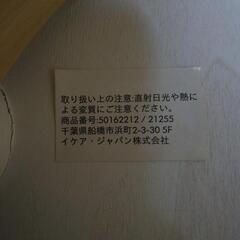 取り扱い上の注意:直射日光や熱に
よる変質にご注意ください。
商品番号:50162212 / 21255
千葉県船橋市浜町2-3-30 5F
イケア・ジャパン株式会社